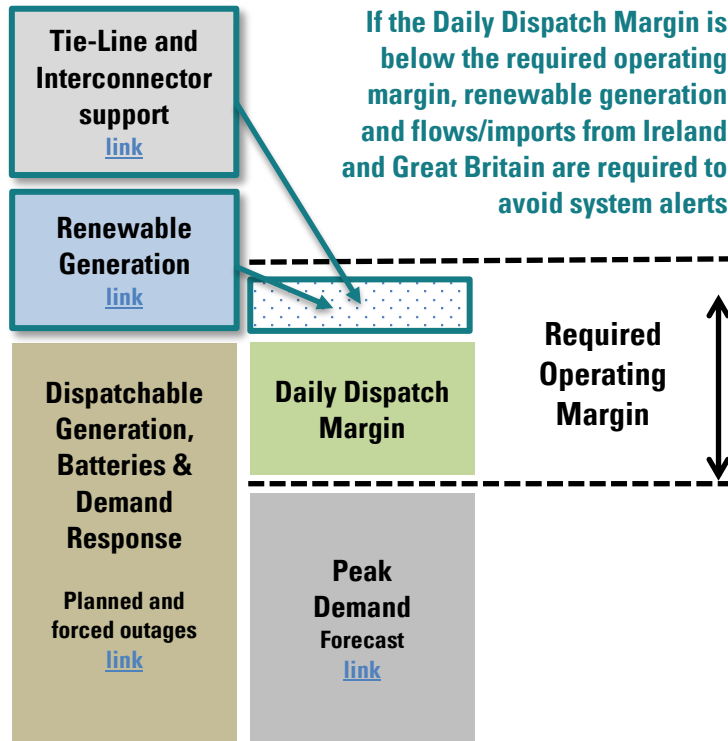 Tie-Line and
Interconnector
support
link
If the Daily Dispatch Margin is
below the required operating
margin, renewable generation
and flows/imports from Ireland
and Great Britain are required to
avoid system alerts
Renewable
Generation
link
Required
Operating
Margin
Dispatchable
Generation,
Batteries &
Demand
Response
Planned and
forced outages
link
Daily Dispatch
Margin
Peak
Demand
Forecast
link